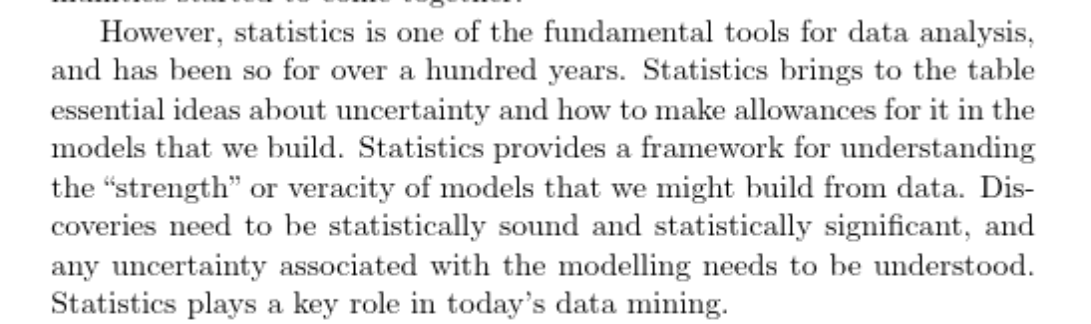 However, statistics is one of the fundamental tools for data analysis,
and has been so for over a hundred years. Statistics brings to the table
essential ideas about uncertainty and how to make allowances for it in the
models that we build. Statistics provides a framework for understanding
the “strength” or veracity of models that we might build from data. Dis-
coveries need to be statistically sound and statistically significant, and
any uncertainty associated with the modelling needs to be understood.
Statistics plays a key role in today’s data mining.